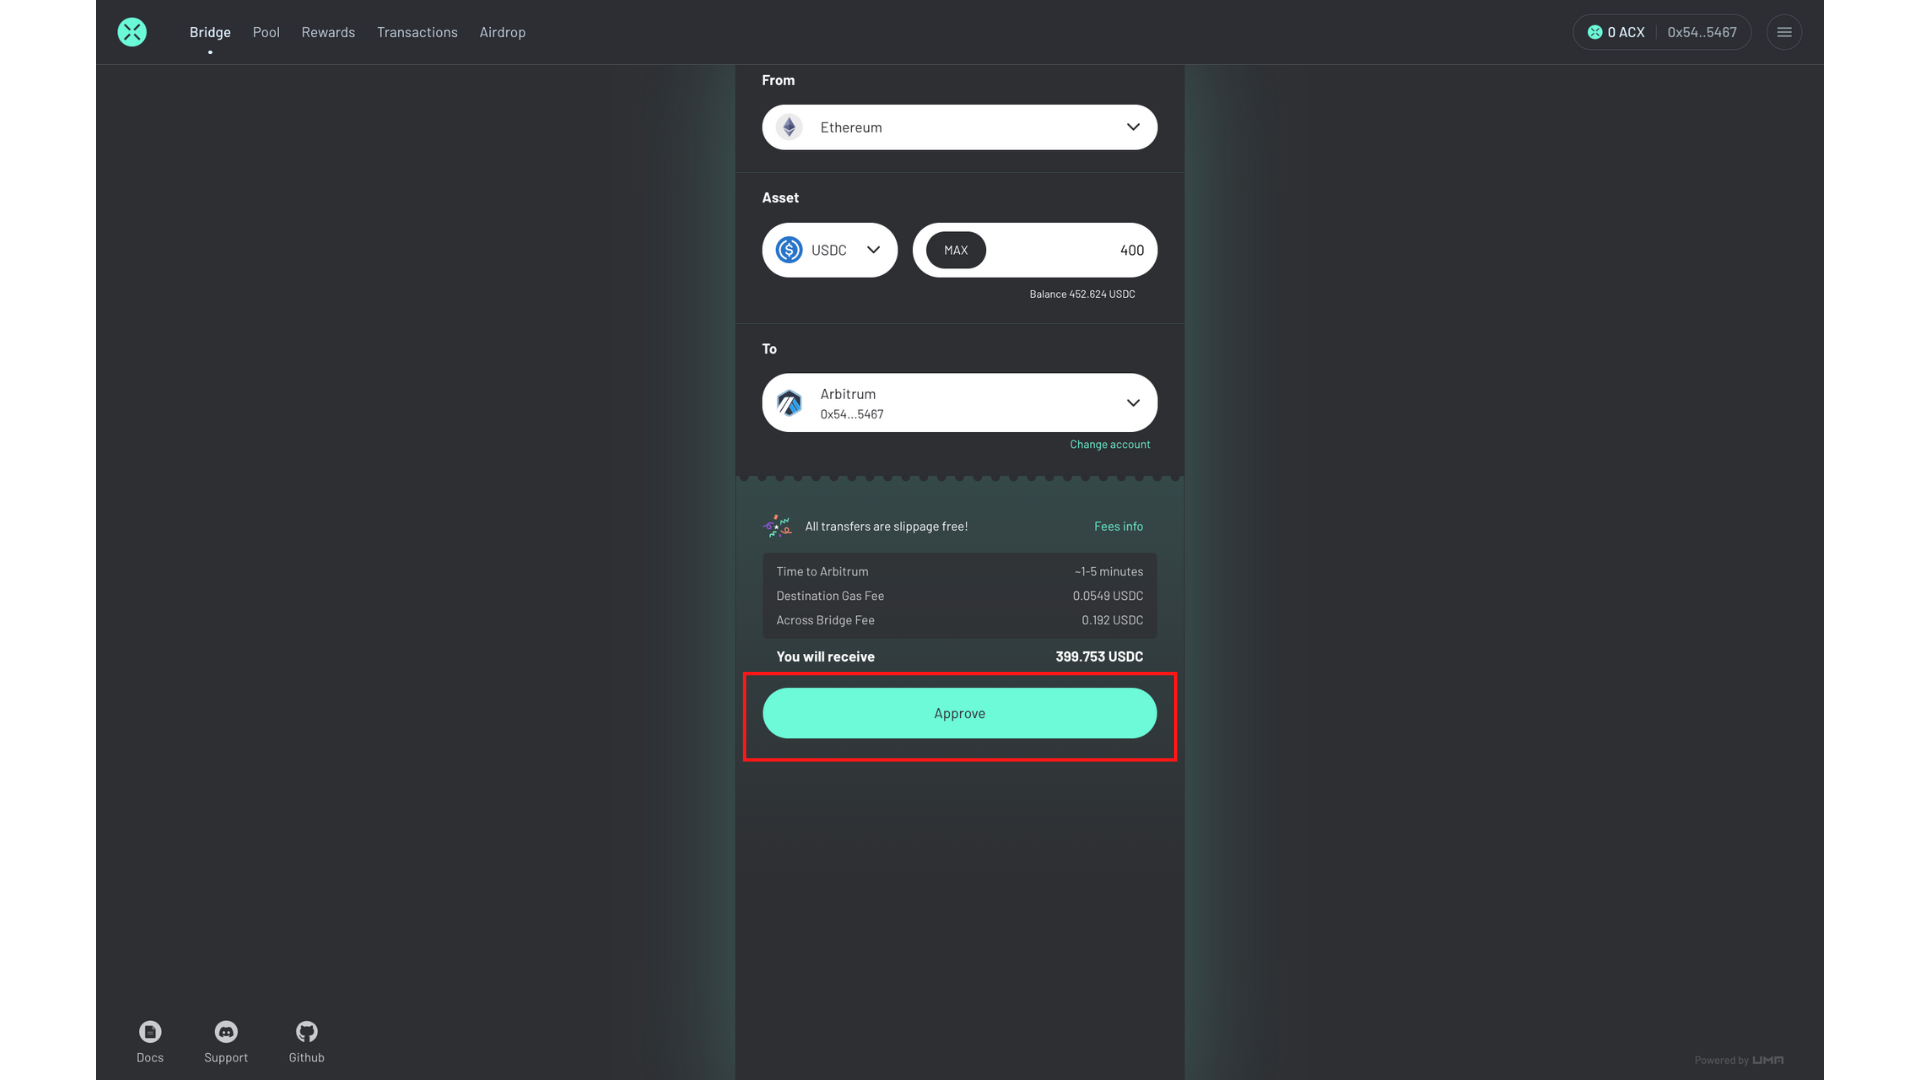 Bridge Pool Rewards Transactions Airdrop 0 ACX 0x54..5467
From
Ethereum
Asset
USDC MAX 400
Balance 452.624 USDC
To
Arbitrum
0x54...5467
Change account
All transfers are slippage free! Fees info
Time to Arbitrum ~1-5 minutes
Destination Gas Fee 0.0549 USDC
Across Bridge Fee 0.192 USDC
You will receive 399.753 USDC
Approve
Docs Support Github
Powered by UMA